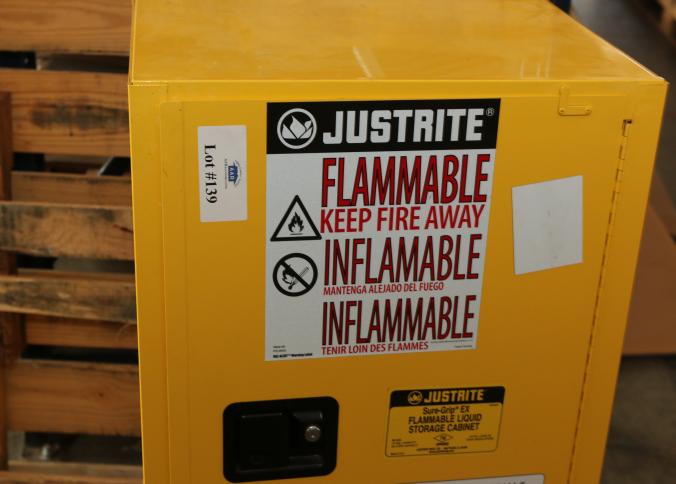 JUSTRITE®
FLAMMABLE
KEEP FIRE AWAY
INFLAMABLE
MANTENGA ALEJADO DEL FUEGO
INFLAMMABLE
TENIR LOIN DES FLAMMES
Lot #139
JUSTRITE
Sure-Grip® EX
FLAMMABLE LIQUID
STORAGE CABINET